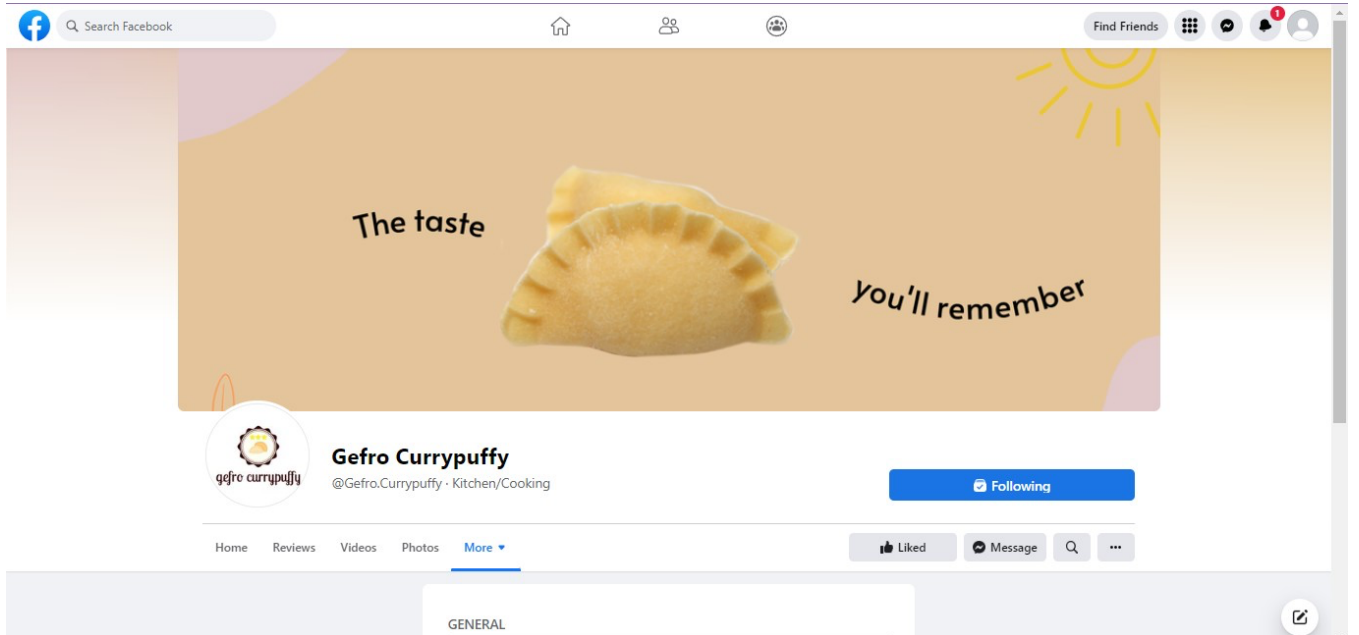 Search Facebook
Find Friends
1
The taste
you'll remember
gefro currypuffy
Gefro Currypuffy
@Gefro.Currypuffy · Kitchen/Cooking
Following
Home Reviews Videos Photos More
Liked Message
GENERAL